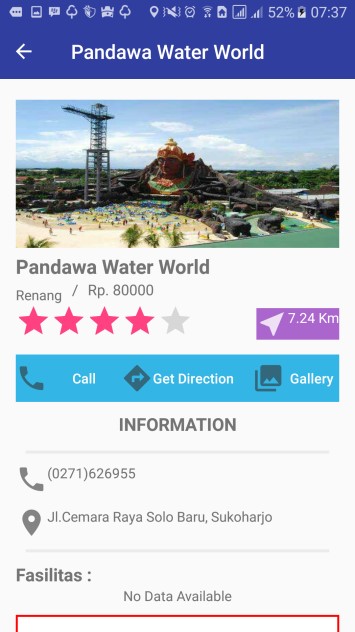 52% 07:37
Pandawa Water World
Pandawa Water World
Renang / Rp. 80000
7.24 Km
Call Get Direction Gallery
INFORMATION
(0271)626955
Jl.Cemara Raya Solo Baru, Sukoharjo
Fasilitas :
No Data Available